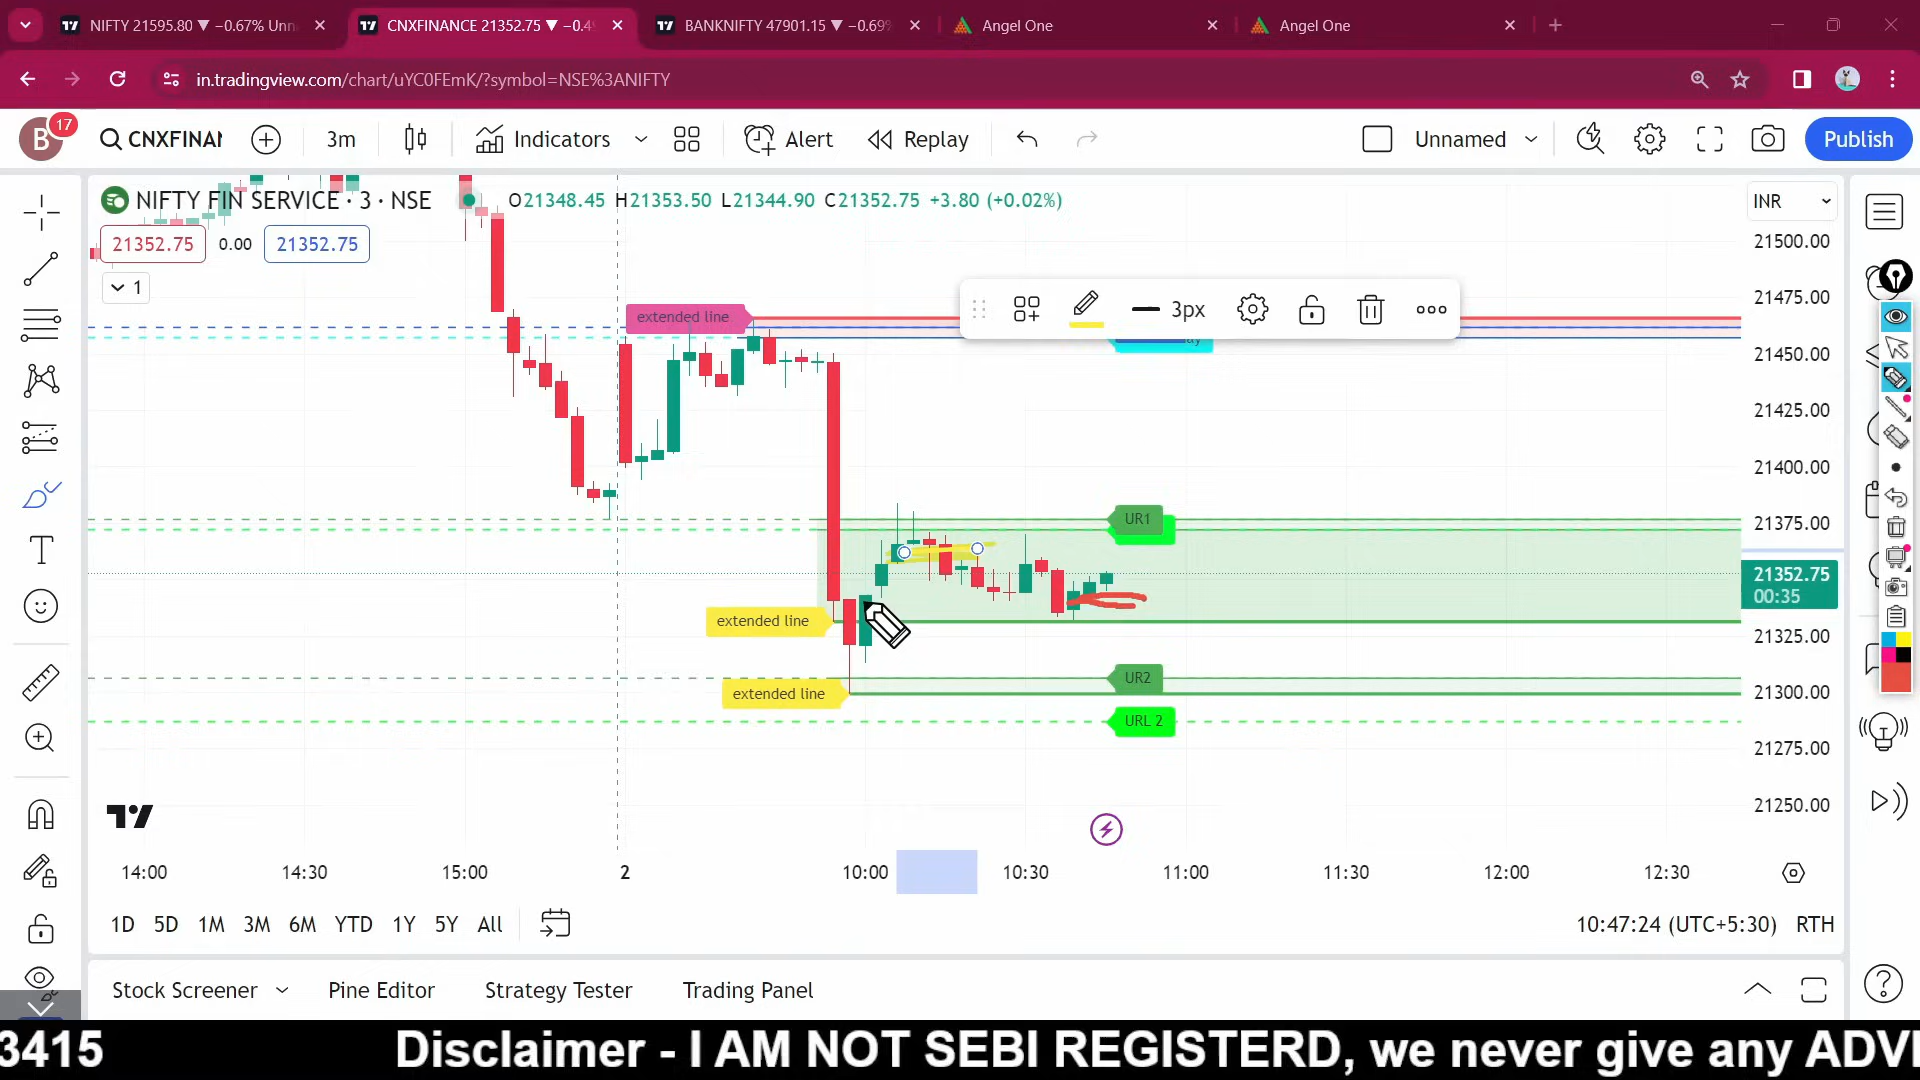 NIFTY 21595.80 ▼ −0.67% Unn
CNXFINANCE 21352.75 ▼ −0.4
BANKNIFTY 47901.15 ▼ −0.69%
Angel One
Angel One
in.tradingview.com/chart/uYC0FEmK/?symbol=NSE%3ANIFTY
B
17
CNXFINAN
3m
Indicators
Alert
Replay
Unnamed
Publish
NIFTY FIN SERVICE · 3 · NSE
O21348.45 H21353.50 L21344.90 C21352.75 +3.80 (+0.02%)
INR
21352.75 0.00 21352.75
1
3px
extended line
UR1
extended line
UR2
extended line
URL 2
21500.00
21475.00
21450.00
21425.00
21400.00
21375.00
21352.75
00:35
21325.00
21300.00
21275.00
21250.00
14:00 14:30 15:00 2 10:00 10:30 11:00 11:30 12:00 12:30
1D 5D 1M 3M 6M YTD 1Y 5Y All
10:47:24 (UTC+5:30) RTH
Stock Screener Pine Editor Strategy Tester Trading Panel
3415 Disclaimer - I AM NOT SEBI REGISTERD, we never give any ADVI